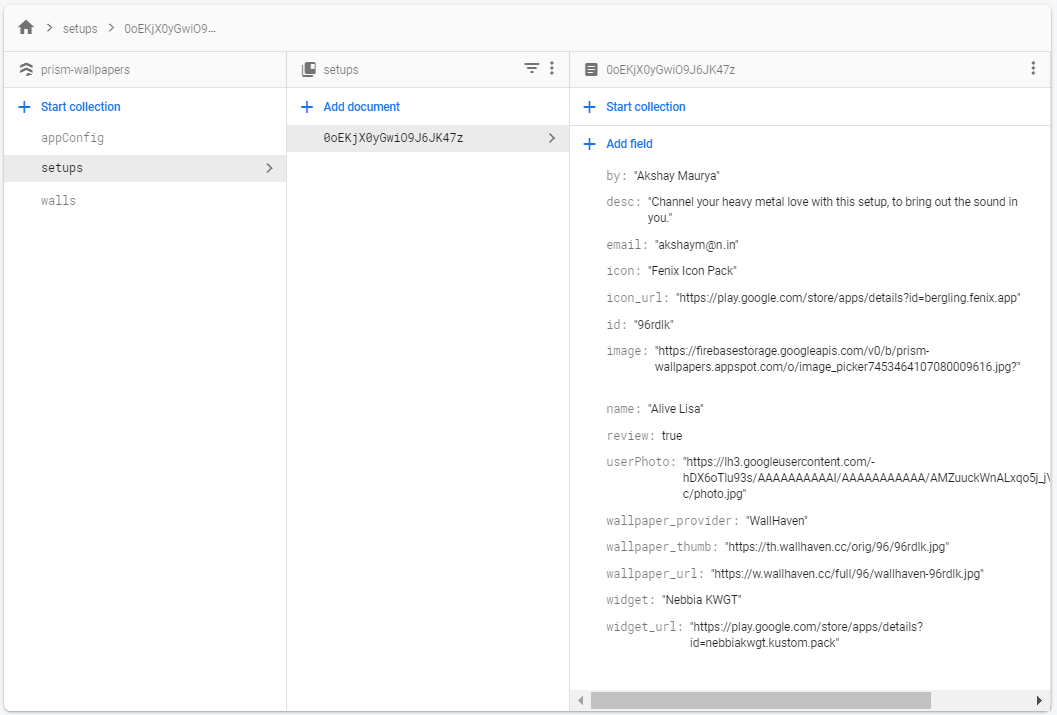 setups
0oEKjX0yGwiO9…
prism-wallpapers
Start collection
appConfig
setups
walls
setups
Add document
0oEKjX0yGwiO9J6JK47z
0oEKjX0yGwiO9J6JK47z
Start collection
Add field
by: "Akshay Maurya"
desc: "Channel your heavy metal love with this setup, to bring out the sound in
you."
email: "akshaym@n.in"
icon: "Fenix Icon Pack"
icon_url: "https://play.google.com/store/apps/details?id=bergling.fenix.app"
id: "96rdlk"
image: "https://firebasestorage.googleapis.com/v0/b/prism-
wallpapers.appspot.com/o/image_picker7453464107080009616.jpg?"
name: "Alive Lisa"
review: true
userPhoto: "https://lh3.googleusercontent.com/-
hDX6oTlu93s/AAAAAAAAAAI/AAAAAAAAAAA/AMZuuckWnALxqo5j_j
c/photo.jpg"
wallpaper_provider: "WallHaven"
wallpaper_thumb: "https://th.wallhaven.cc/orig/96/96rdlk.jpg"
wallpaper_url: "https://w.wallhaven.cc/full/96/wallhaven-96rdlk.jpg"
widget: "Nebbia KWGT"
widget_url: "https://play.google.com/store/apps/details?
id=nebbiakwgt.kustom.pack"